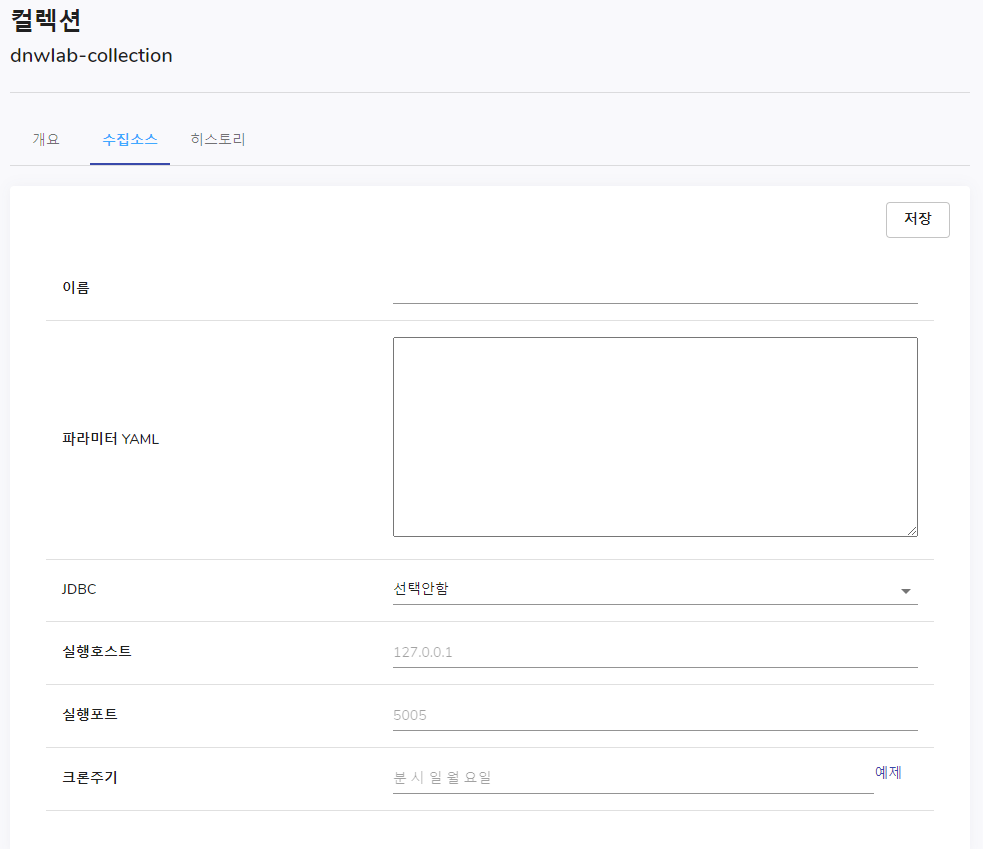 컬렉션
dnwlab-collection
개요 수집소스 히스토리
저장
이름
파라미터 YAML
JDBC 선택안함
실행호스트 127.0.0.1
실행포트 5005
크론주기 분 시 일 월 요일 예제